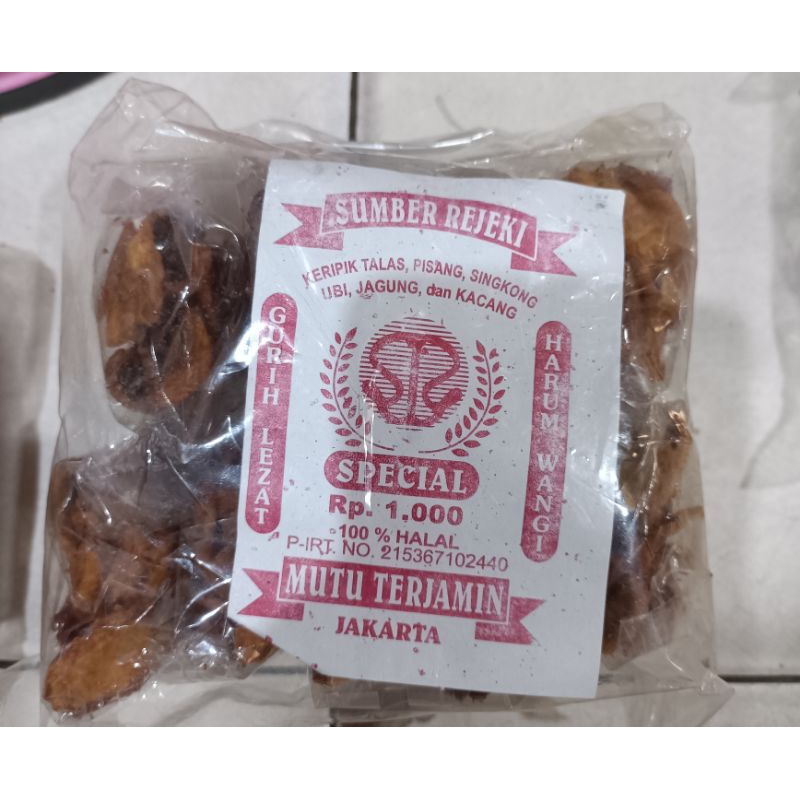 SUMBER REJEKI
KERIPIK TALAS, PISANG, SINGKONG
UBI, JAGUNG, dan KACANG
GURIH LEZAT
HARUM WANGI
SPECIAL
Rp. 1,000
100 % HALAL
P-IRT. NO. 215367102440
MUTU TERJAMIN
JAKARTA